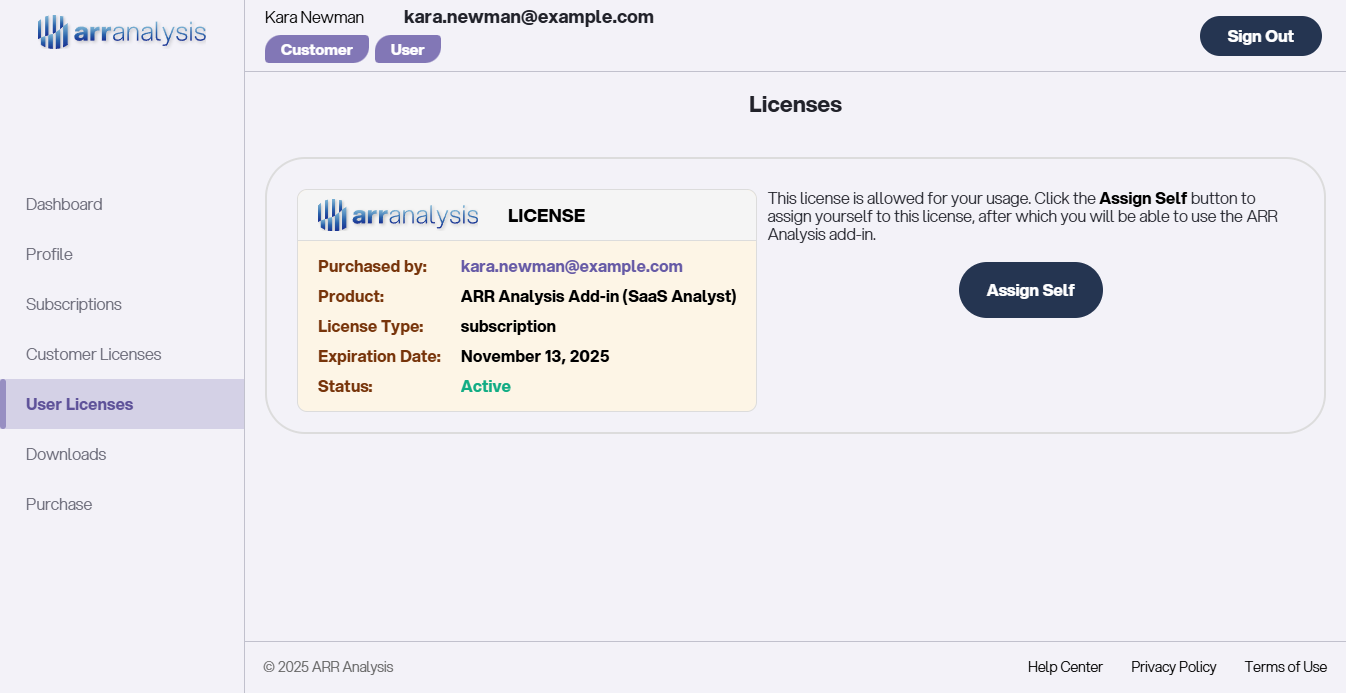 arranalysis
Kara Newman kara.newman@example.com
Customer User
Sign Out
Dashboard
Profile
Subscriptions
Customer Licenses
User Licenses
Downloads
Purchase
Licenses
arranalysis LICENSE
Purchased by: kara.newman@example.com
Product: ARR Analysis Add-in (SaaS Analyst)
License Type: subscription
Expiration Date: November 13, 2025
Status: Active
This license is allowed for your usage. Click the Assign Self button to
assign yourself to this license, after which you will be able to use the ARR
Analysis add-in.
Assign Self
© 2025 ARR Analysis
Help Center Privacy Policy Terms of Use